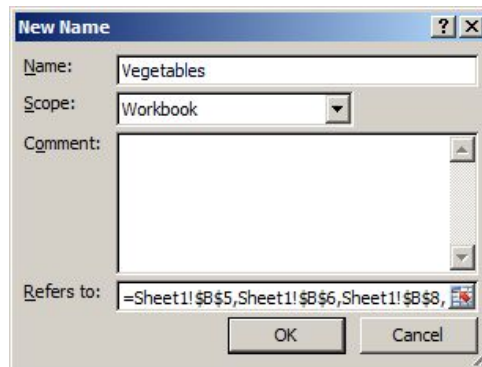 New Name
Name: Vegetables
Scope: Workbook
Comment:
Refers to: =Sheet1!$B$5,Sheet1!$B$6,Sheet1!$B$8,
OK Cancel